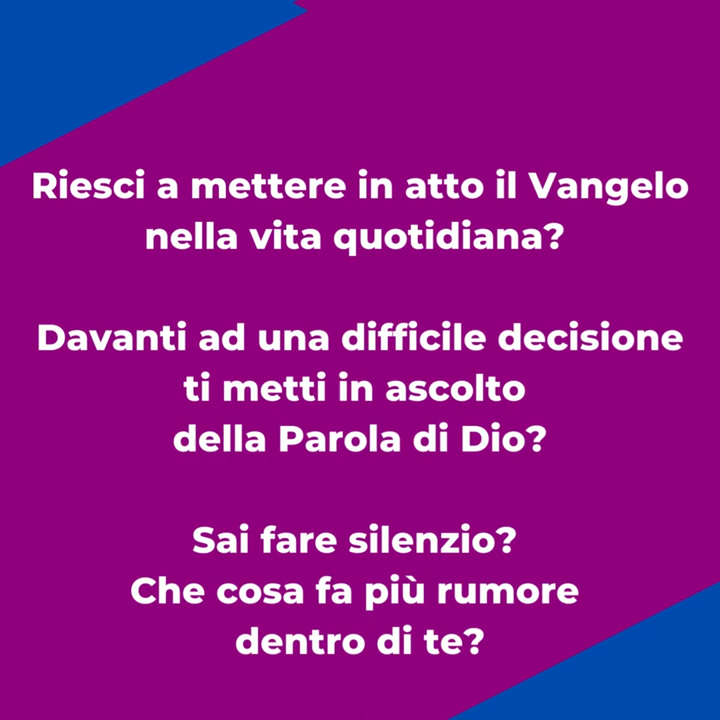 Riesci a mettere in atto il Vangelo
nella vita quotidiana?
Davanti ad una difficile decisione
ti metti in ascolto
della Parola di Dio?
Sai fare silenzio?
Che cosa fa più rumore
dentro di te?